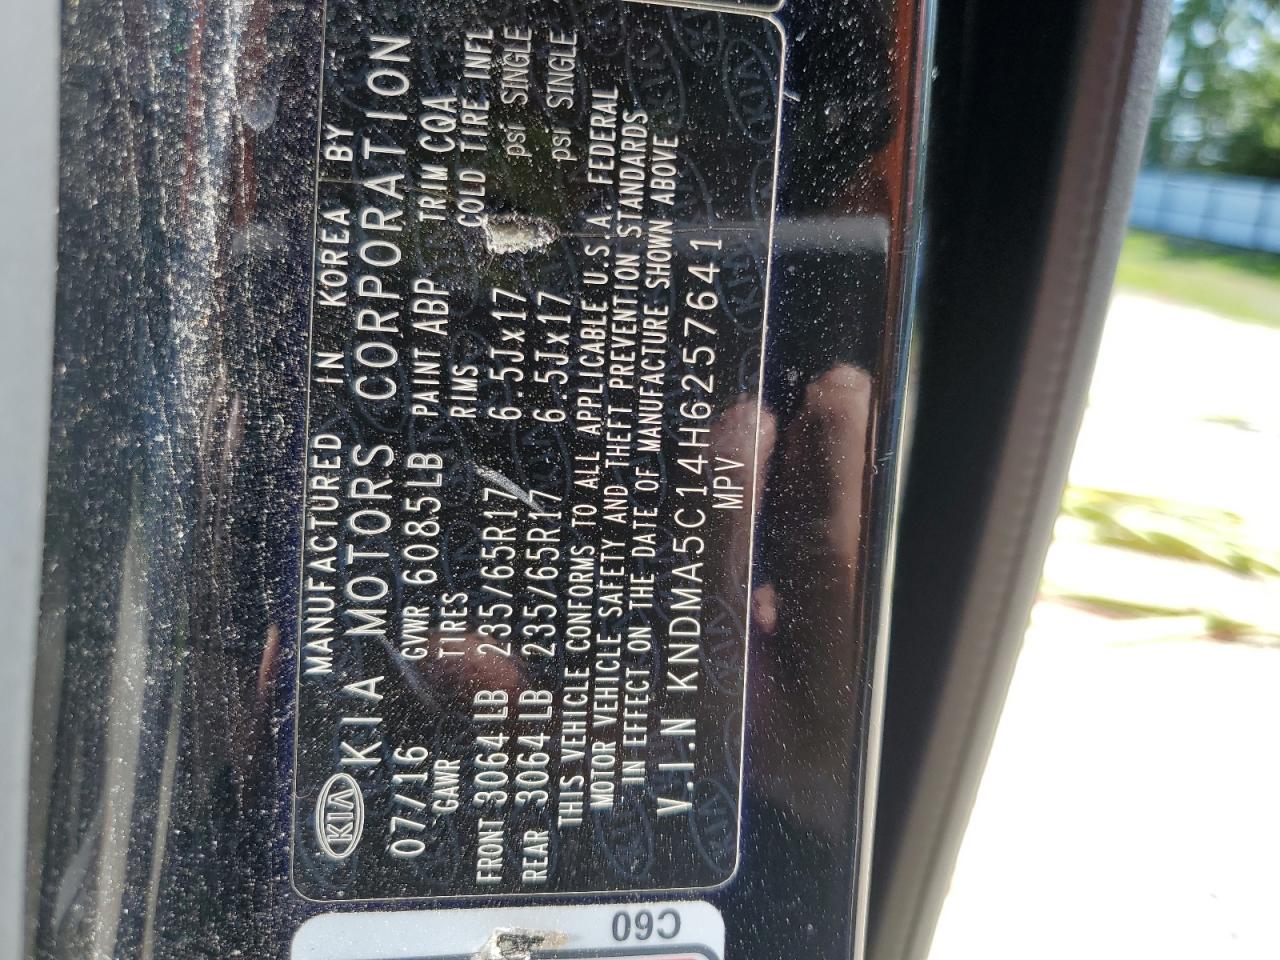 MANUFACTURED IN KOREA BY
KIA KIA MOTORS CORPORATION
07/16 GVWR 6085LB PAINT ABP TRIM CQA
GAWR TIRES RIMS COLD TIRE INFL
FRONT 3064 LB 235/65R17 6.5Jx17 psi SINGLE
REAR 3064 LB 235/65R17 6.5Jx17 psi SINGLE
THIS VEHICLE CONFORMS TO ALL APPLICABLE U.S.A. FEDERAL
MOTOR VEHICLE SAFETY AND THEFT PREVENTION STANDARDS
IN EFFECT ON THE DATE OF MANUFACTURE SHOWN ABOVE
V.I.N KNDMA5C14H6257641
MPV
C60